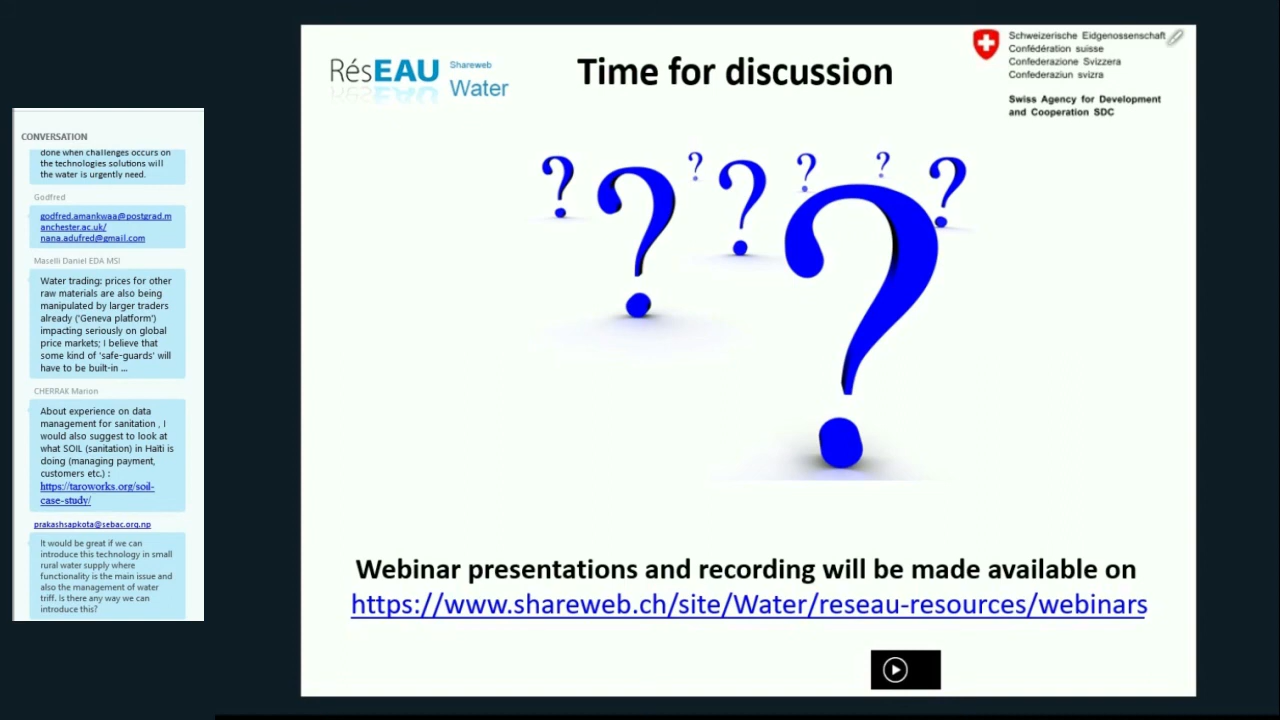 CONVERSATION
done when challenges occurs on
the technologies solutions will
the water is urgently need.
Godfred
godfred.amankwaa@postgrad.m
anchester.ac.uk/
nana.adufred@gmail.com
Maselli Daniel EDA MSI
Water trading: prices for other
raw materials are also being
manipulated by larger traders
already ('Geneva platform')
impacting seriously on global
price markets; I believe that
some kind of 'safe-guards' will
have to be built-in ...
CHERRAK Marion
About experience on data
management for sanitation , I
would also suggest to look at
what SOIL (sanitation) in Haïti is
doing (managing payment,
customers etc.) :
https://taroworks.org/soil-
case-study/
prakashsapkota@sebac.org.np
It would be great if we can
introduce this technology in small
rural water supply where
functionality is the main issue and
also the management of water
triff. Is there any way we can
introduce this?
RésEAU
Shareweb
Water
Time for discussion
Schweizerische Eidgenossenschaft
Confédération suisse
Confederazione Svizzera
Confederaziun svizra
Swiss Agency for Development
and Cooperation SDC
? ? ? ? ? ? ? ?
Webinar presentations and recording will be made available on
https://www.shareweb.ch/site/Water/reseau-resources/webinars